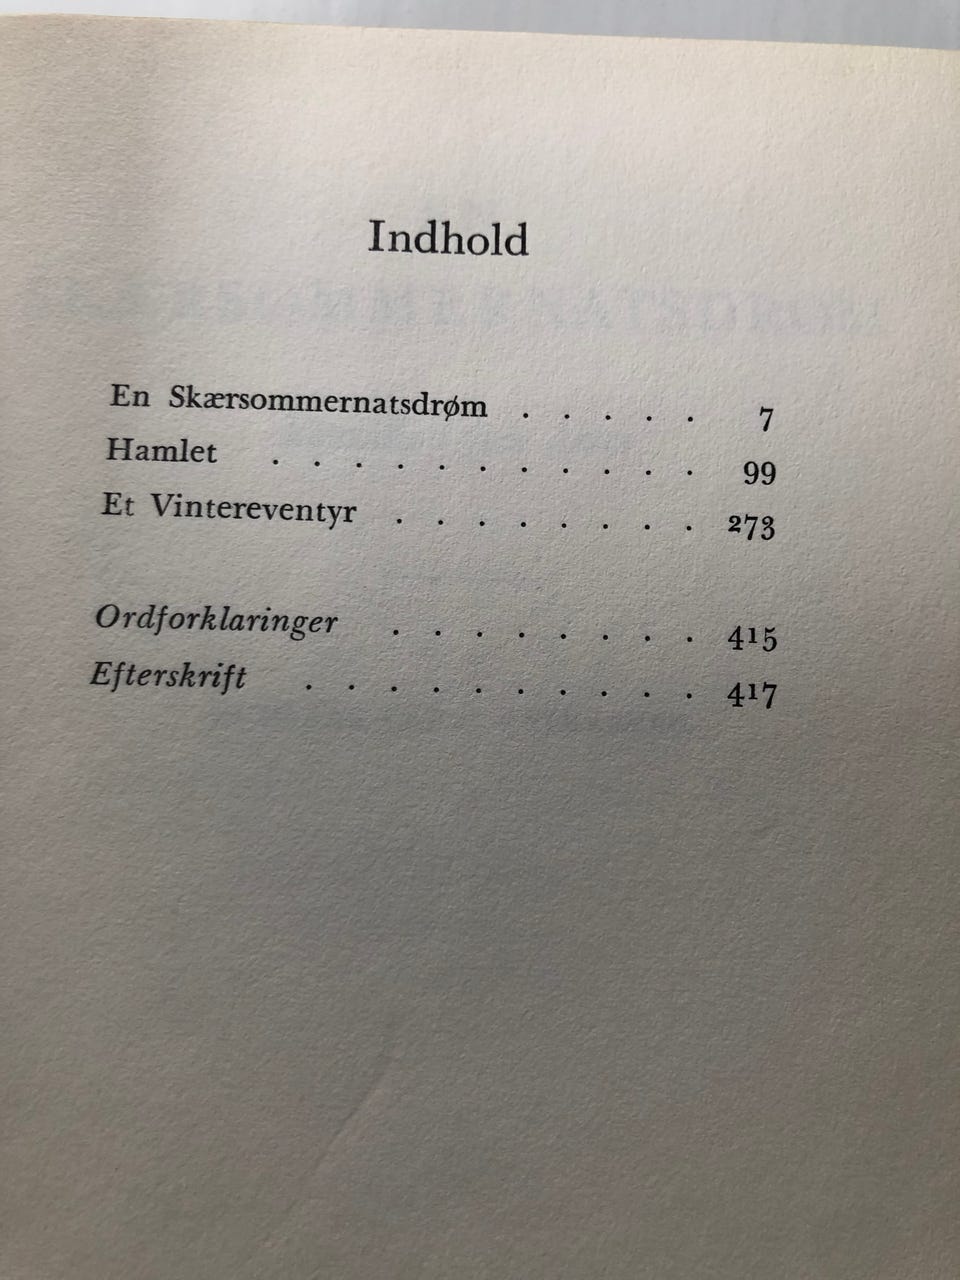 Indhold
En Skærsommernatsdrøm . . . . . 7
Hamlet . . . . . . . . . . . 99
Et Vintereventyr . . . . . . . . 273
Ordforklaringer . . . . . . . . 415
Efterskrift . . . . . . . . . . 417